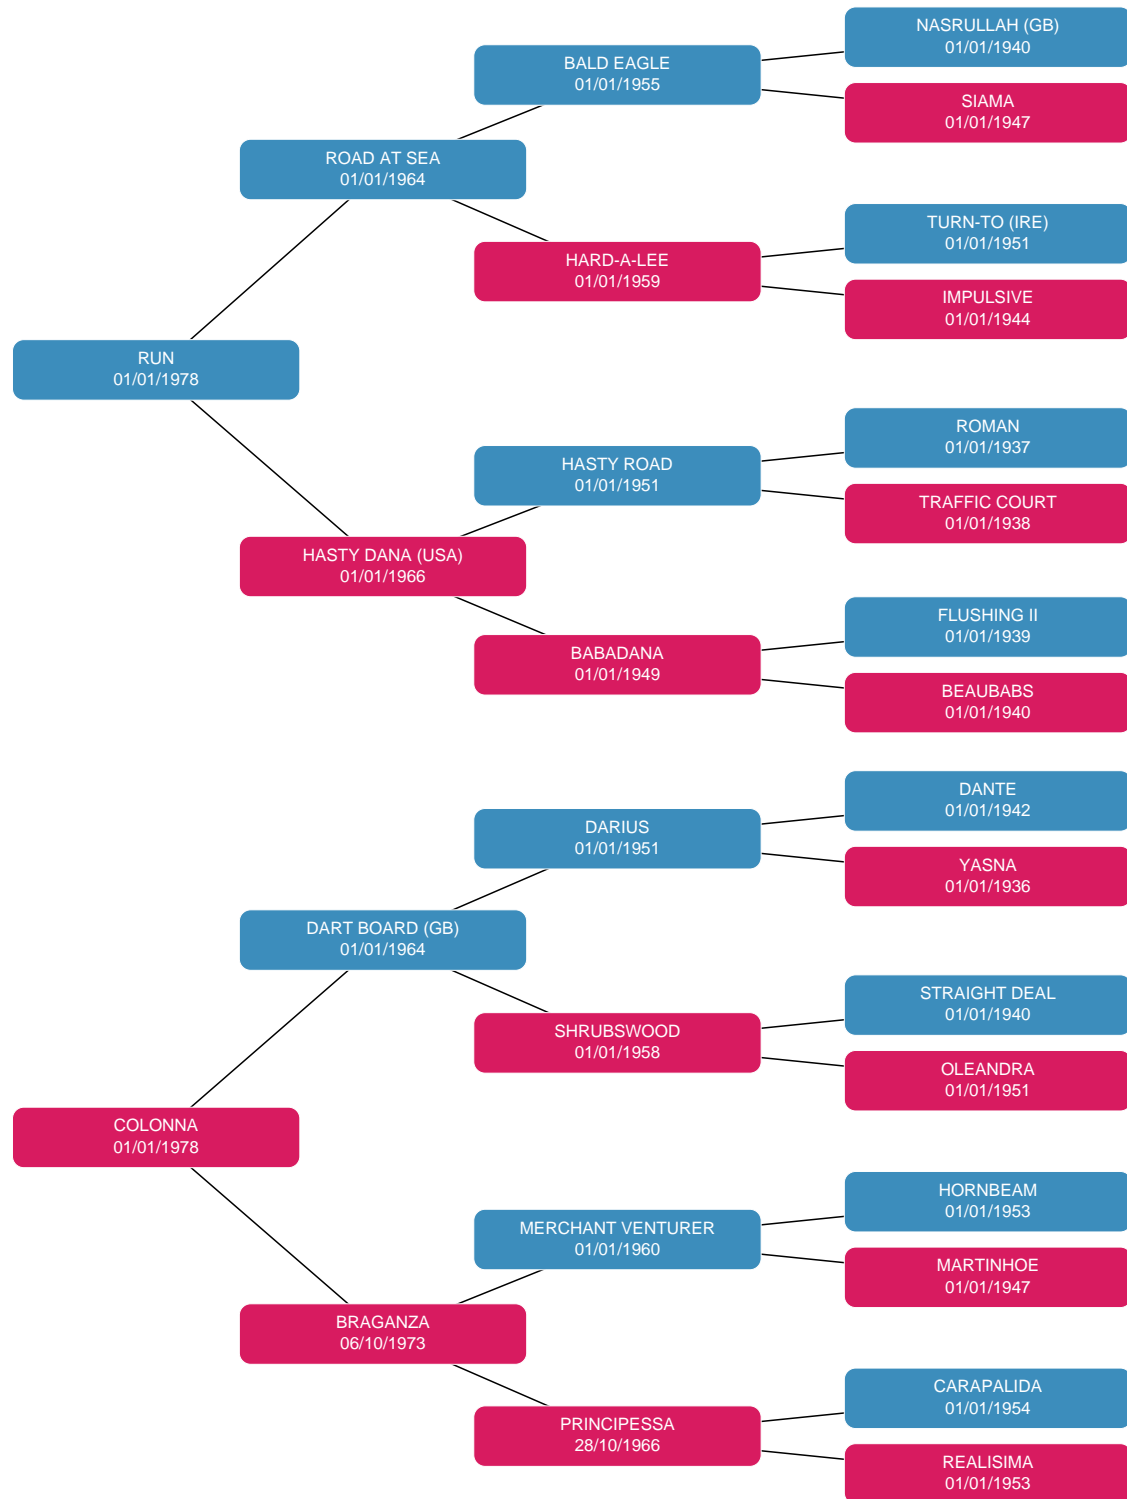 NASRULLAH (GB)
01/01/1940
BALD EAGLE
01/01/1955
SIAMA
01/01/1947
ROAD AT SEA
01/01/1964
TURN-TO (IRE)
01/01/1951
HARD-A-LEE
01/01/1959
IMPULSIVE
01/01/1944
RUN
01/01/1978
ROMAN
01/01/1937
HASTY ROAD
01/01/1951
TRAFFIC COURT
01/01/1938
HASTY DANA (USA)
01/01/1966
FLUSHING II
01/01/1939
BABADANA
01/01/1949
BEAUBABS
01/01/1940
DANTE
01/01/1942
DARIUS
01/01/1951
YASNA
01/01/1936
DART BOARD (GB)
01/01/1964
STRAIGHT DEAL
01/01/1940
SHRUBSWOOD
01/01/1958
OLEANDRA
01/01/1951
COLONNA
01/01/1978
HORNBEAM
01/01/1953
MERCHANT VENTURER
01/01/1960
MARTINHOE
01/01/1947
BRAGANZA
06/10/1973
CARAPALIDA
01/01/1954
PRINCIPESSA
28/10/1966
REALISIMA
01/01/1953